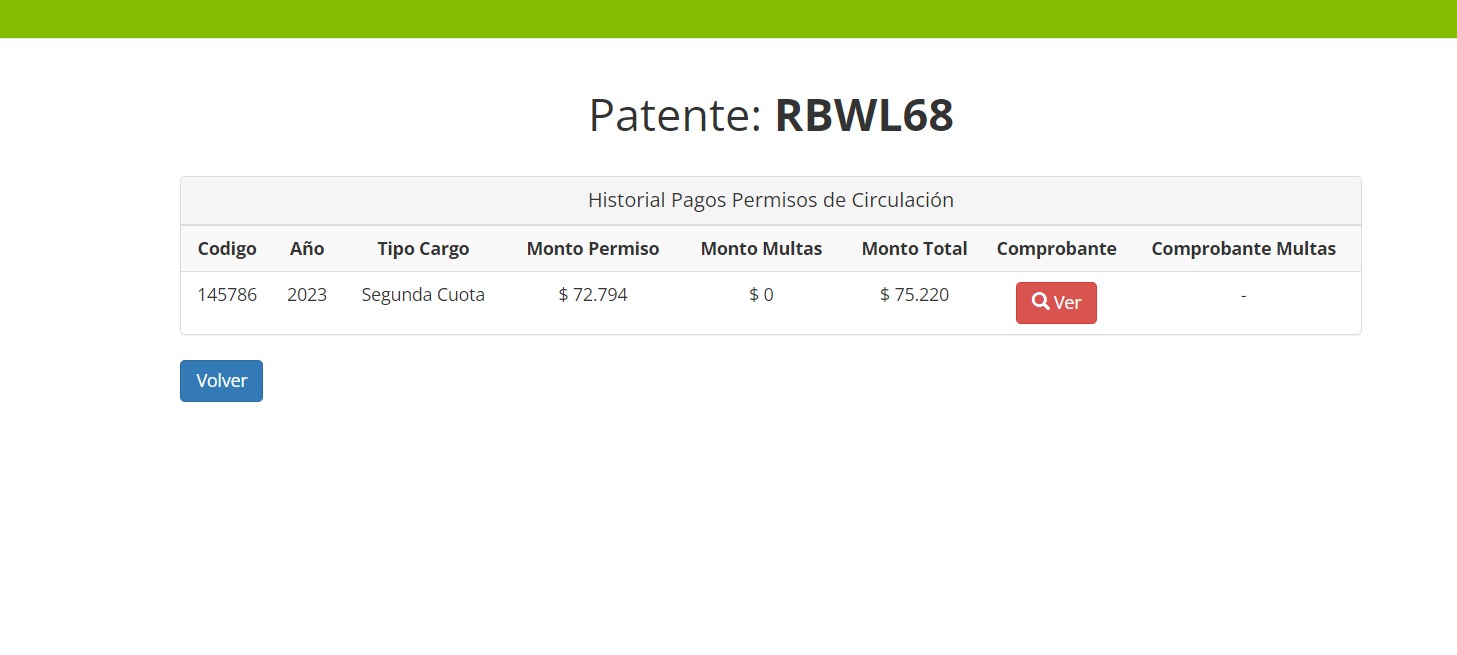 Patente: RBWL68
Historial Pagos Permisos de Circulación
Codigo Año Tipo Cargo Monto Permiso Monto Multas Monto Total Comprobante Comprobante Multas
145786 2023 Segunda Cuota $ 72.794 $ 0 $ 75.220 Ver -
Volver